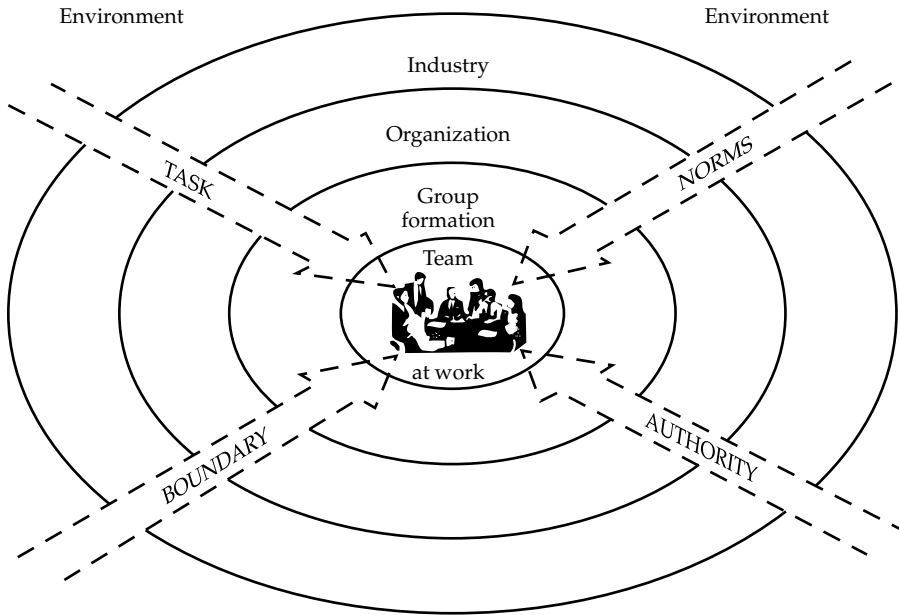 Environment
Environment
Industry
Organization
TASK
NORMS
Group
formation
Team
at work
BOUNDARY
AUTHORITY